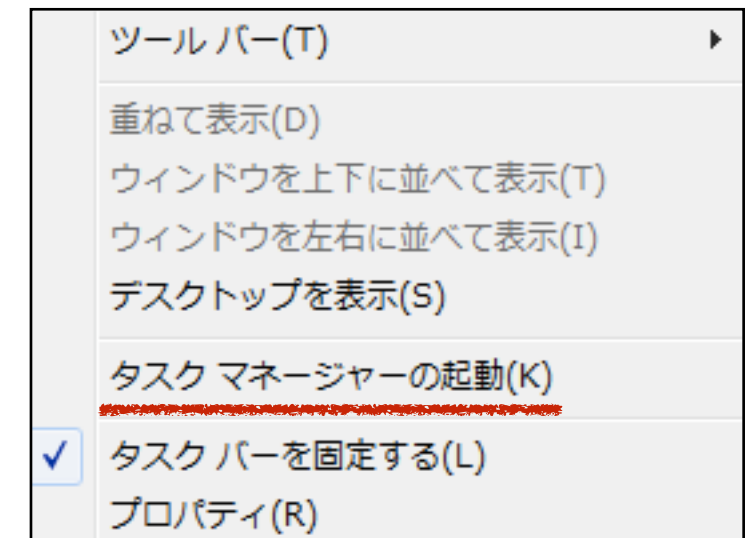 ツール バー(T)
重ねて表示(D)
ウィンドウを上下に並べて表示(T)
ウィンドウを左右に並べて表示(I)
デスクトップを表示(S)
タスク マネージャーの起動(K)
タスク バーを固定する(L)
プロパティ(R)